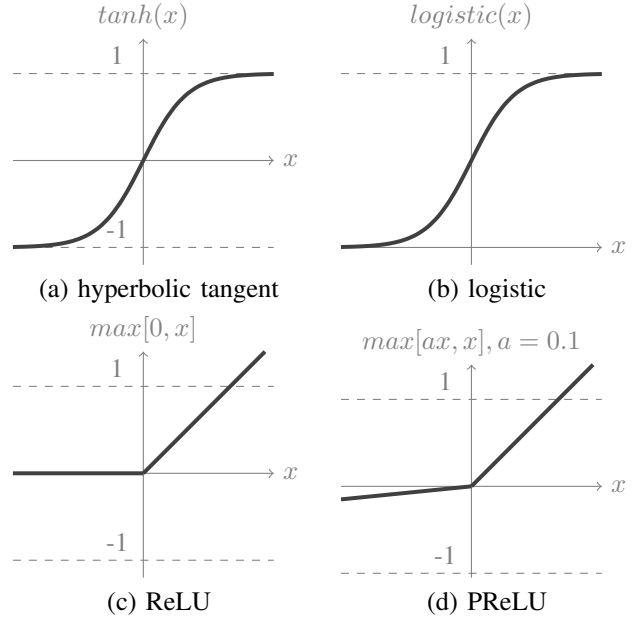 tanh(x)
1
x
-1
(a) hyperbolic tangent
logistic(x)
1
x
(b) logistic
max[0, x]
1
x
-1
(c) ReLU
max[ax, x], a = 0.1
1
x
-1
(d) PReLU